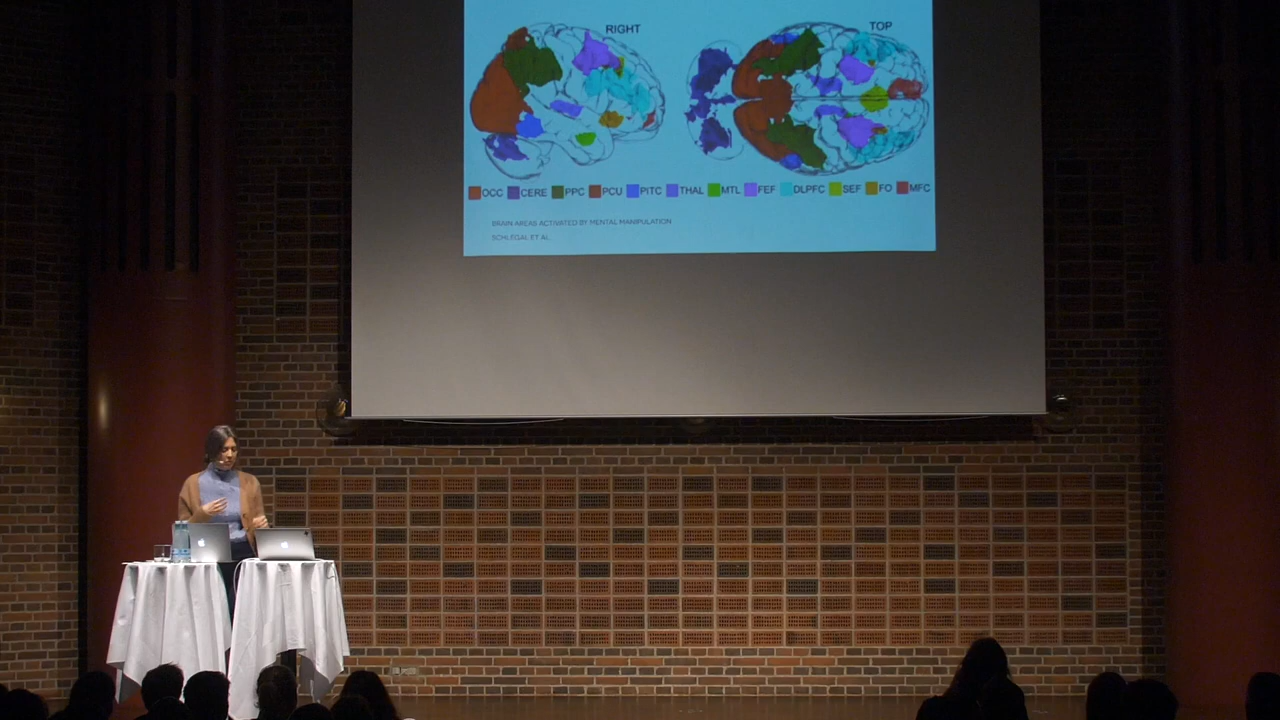 RIGHT
TOP
OCC CERE PPC PCU PITC THAL MTL FEF DLPFC SEF FO MFC
BRAIN AREAS ACTIVATED BY MENTAL MANIPULATION
SCHLEGAL ET AL.